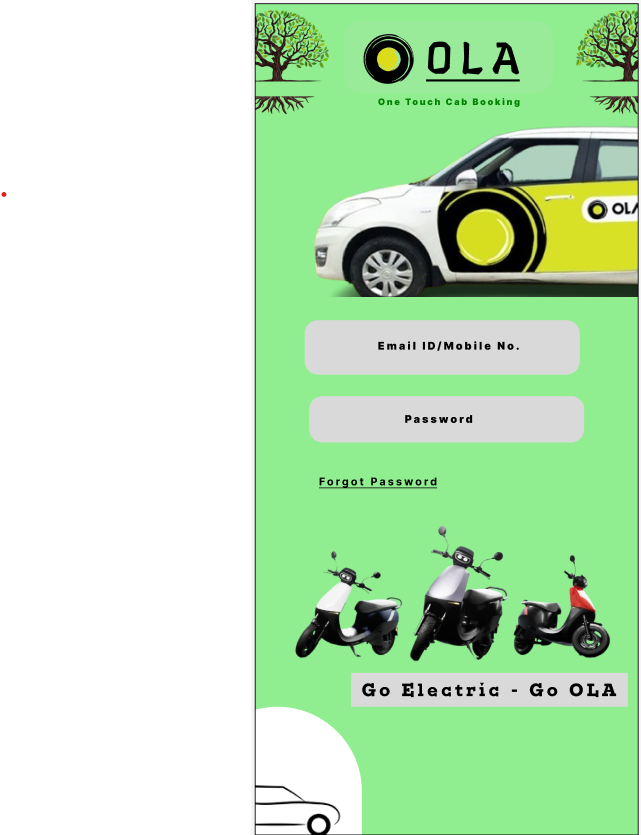 OLA
One Touch Cab Booking
OLA
Email ID/Mobile No.
Password
Forgot Password
Go Electric - Go OLA